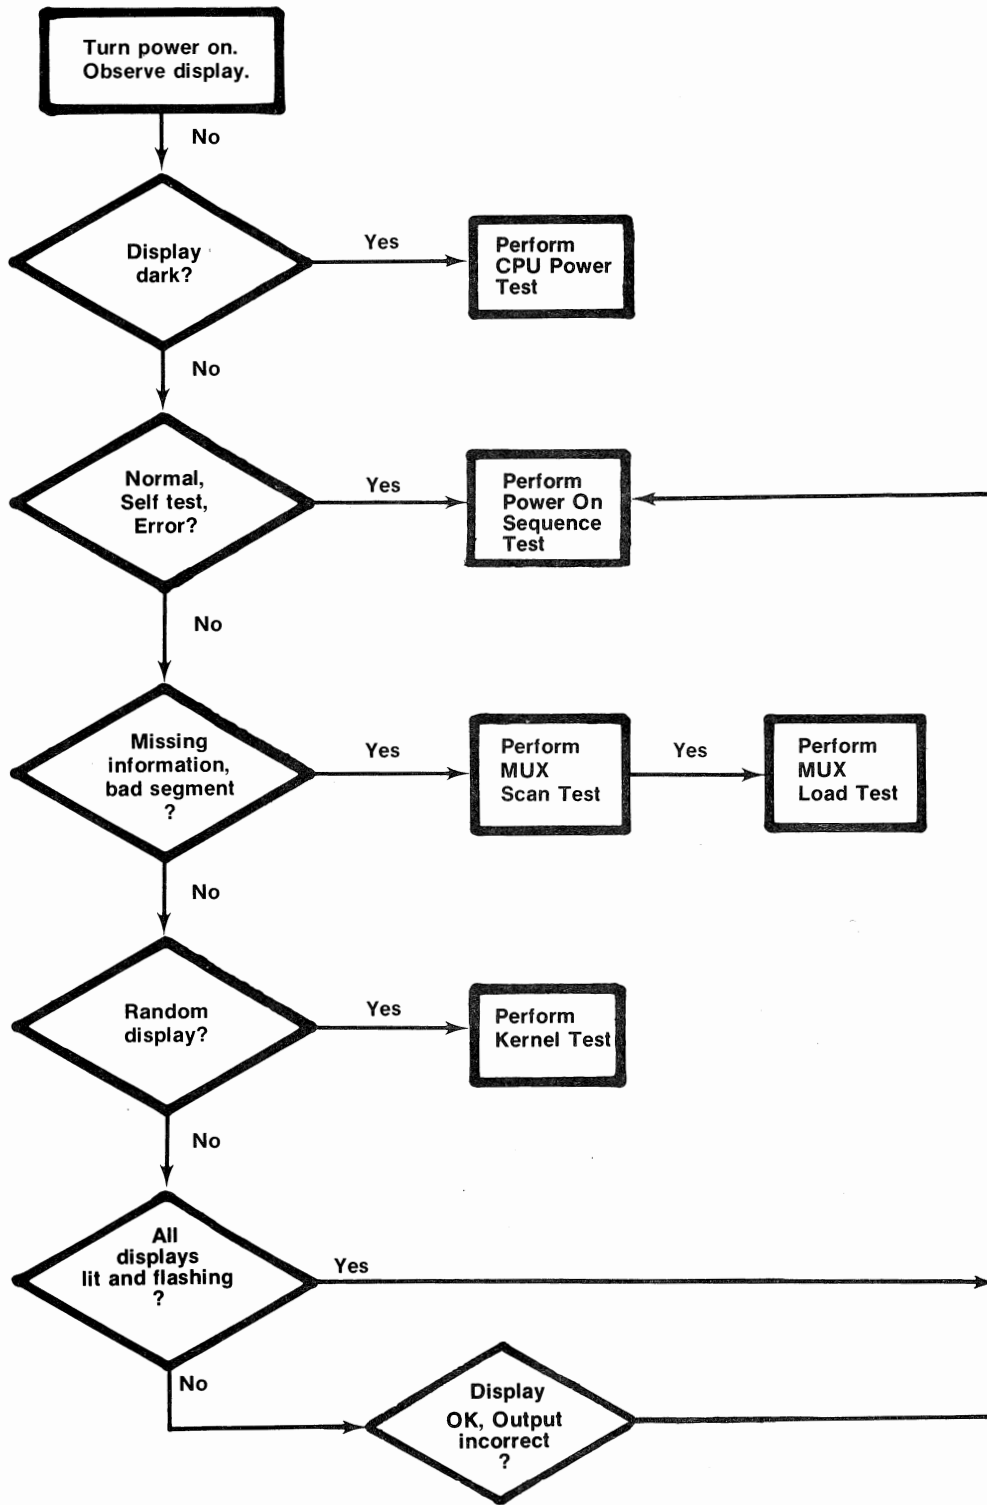 Turn power on.
Observe display.
No
Display
dark?
Yes
Perform
CPU Power
Test
No
Normal,
Self test,
Error?
Yes
Perform
Power On
Sequence
Test
No
Missing
information,
bad segment
?
Yes
Perform
MUX
Scan Test
Yes
Perform
MUX
Load Test
No
Random
display?
Yes
Perform
Kernel Test
No
All
displays
lit and flashing
?
Yes
No
Display
OK, Output
incorrect
?